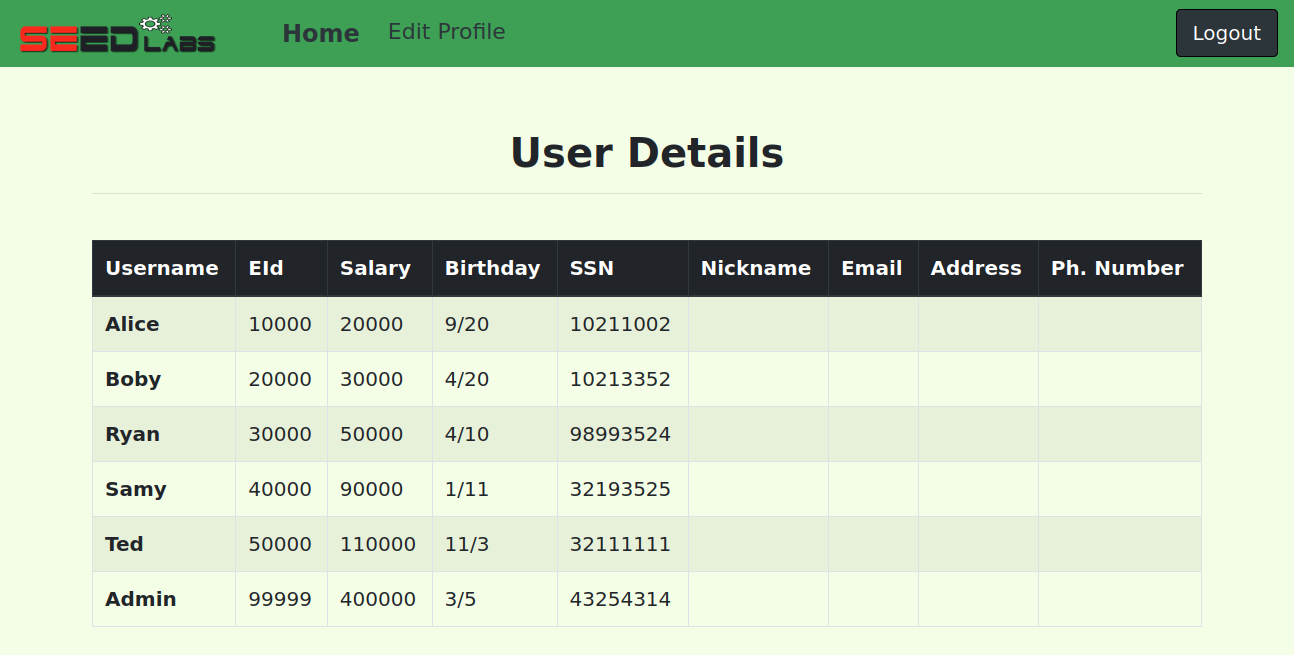 SEED LABS Home Edit Profile Logout
User Details
Username EId Salary Birthday SSN Nickname Email Address Ph. Number
Alice 10000 20000 9/20 10211002
Boby 20000 30000 4/20 10213352
Ryan 30000 50000 4/10 98993524
Samy 40000 90000 1/11 32193525
Ted 50000 110000 11/3 32111111
Admin 99999 400000 3/5 43254314